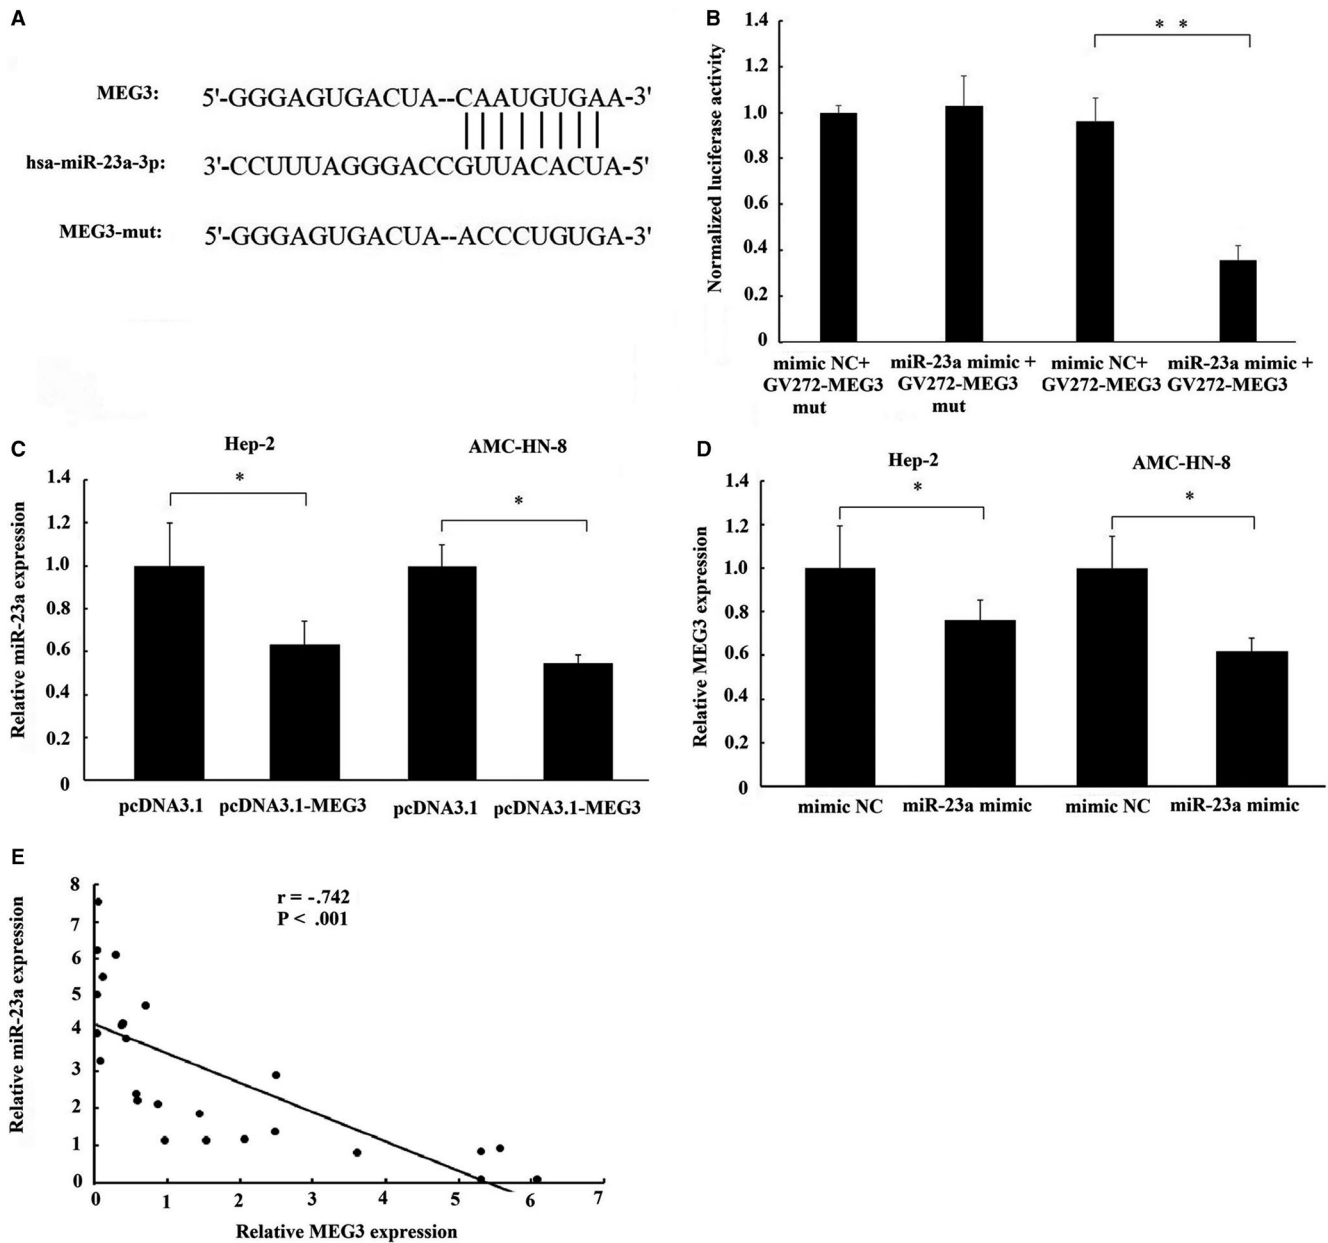 A
MEG3:
5'-GGGAGUGACUA--CAAUGUGAA-3'
hsa-miR-23a-3p:
3'-CCUUUAGGGACCGUUACACUA-5'
MEG3-mut:
5'-GGGAGUGACUA--ACCCUGUGA-3'
B
Normalized luciferase activity
1.4
1.2
1.0
0.8
0.6
0.4
0.2
0
* *
mimic NC+
GV272-MEG3
mut
miR-23a mimic +
GV272-MEG3
mut
mimic NC+
GV272-MEG3
miR-23a mimic +
GV272-MEG3
C
Hep-2
AMC-HN-8
Relative miR-23a expression
1.4
1.2
1.0
0.8
0.6
0.4
0.2
0
*
*
pcDNA3.1
pcDNA3.1-MEG3
pcDNA3.1
pcDNA3.1-MEG3
D
Hep-2
AMC-HN-8
Relative MEG3 expression
1.4
1.2
1.0
0.8
0.6
0.4
0.2
0
*
*
mimic NC
miR-23a mimic
mimic NC
miR-23a mimic
E
Relative miR-23a expression
8
7
6
5
4
3
2
1
0
r = -.742
P < .001
0 1 2 3 4 5 6 7
Relative MEG3 expression